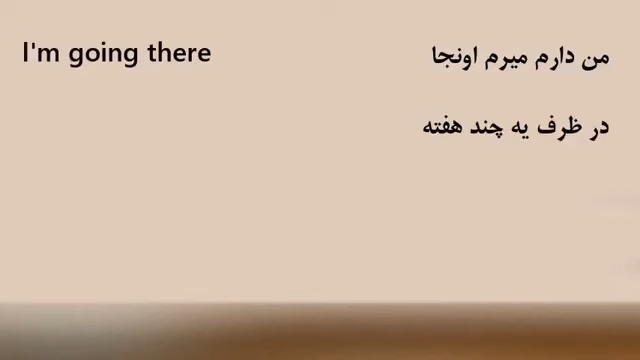 I'm going there
من دارم میرم اونجا
در ظرف یه چند هفته